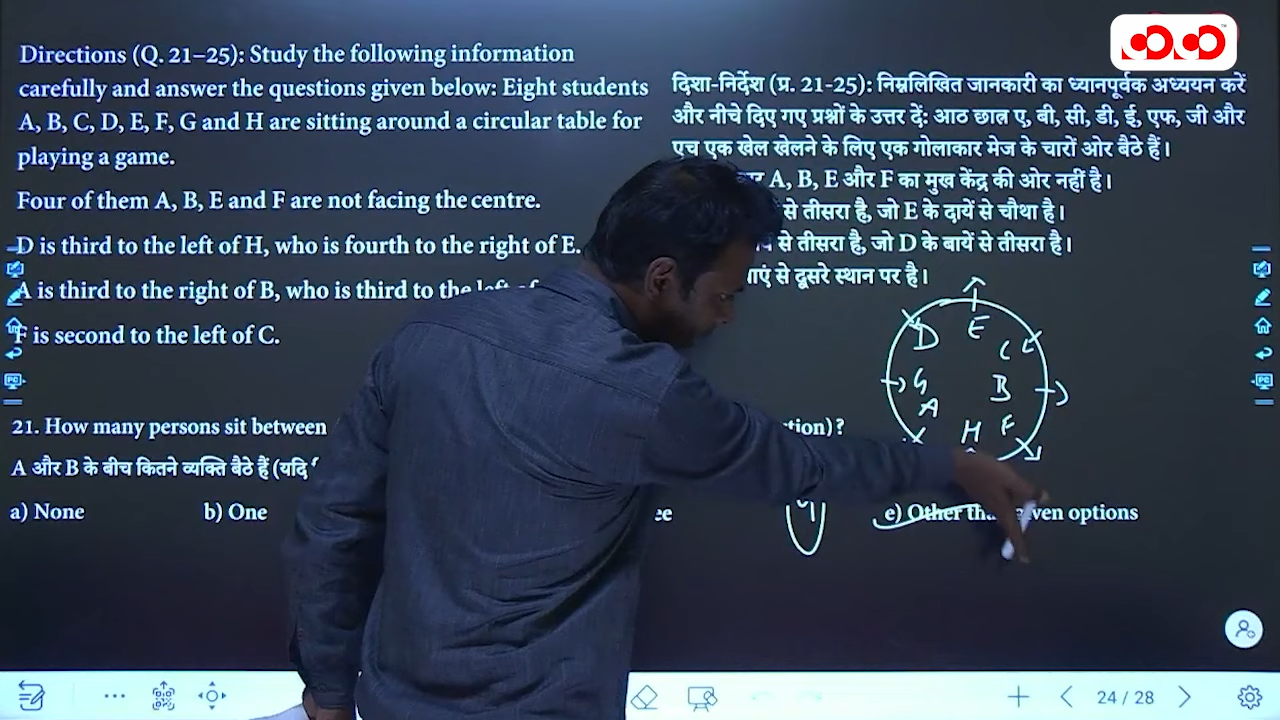 Directions (Q. 21–25): Study the following information
carefully and answer the questions given below: Eight students
A, B, C, D, E, F, G and H are sitting around a circular table for
playing a game.
Four of them A, B, E and F are not facing the centre.
D is third to the left of H, who is fourth to the right of E.
A is third to the right of B, who is third to the left of
F is second to the left of C.
21. How many persons sit between
A और B के बीच कितने व्यक्ति बैठे हैं (यदि
a) None
b) One
e) Other than given options
दिशा-निर्देश (प्र. 21-25): निम्नलिखित जानकारी का ध्यानपूर्वक अध्ययन करें
और नीचे दिए गए प्रश्नों के उत्तर दें: आठ छात्र ए, बी, सी, डी, ई, एफ, जी और
एच एक खेल खेलने के लिए एक गोलाकार मेज के चारों ओर बैठे हैं।
A, B, E और F का मुख केंद्र की ओर नहीं है।
से तीसरा है, जो E के दायें से चौथा है।
से तीसरा है, जो D के बायें से तीसरा है।
से दूसरे स्थान पर है।
E
D
C
G
B
A
H
F
24 / 28